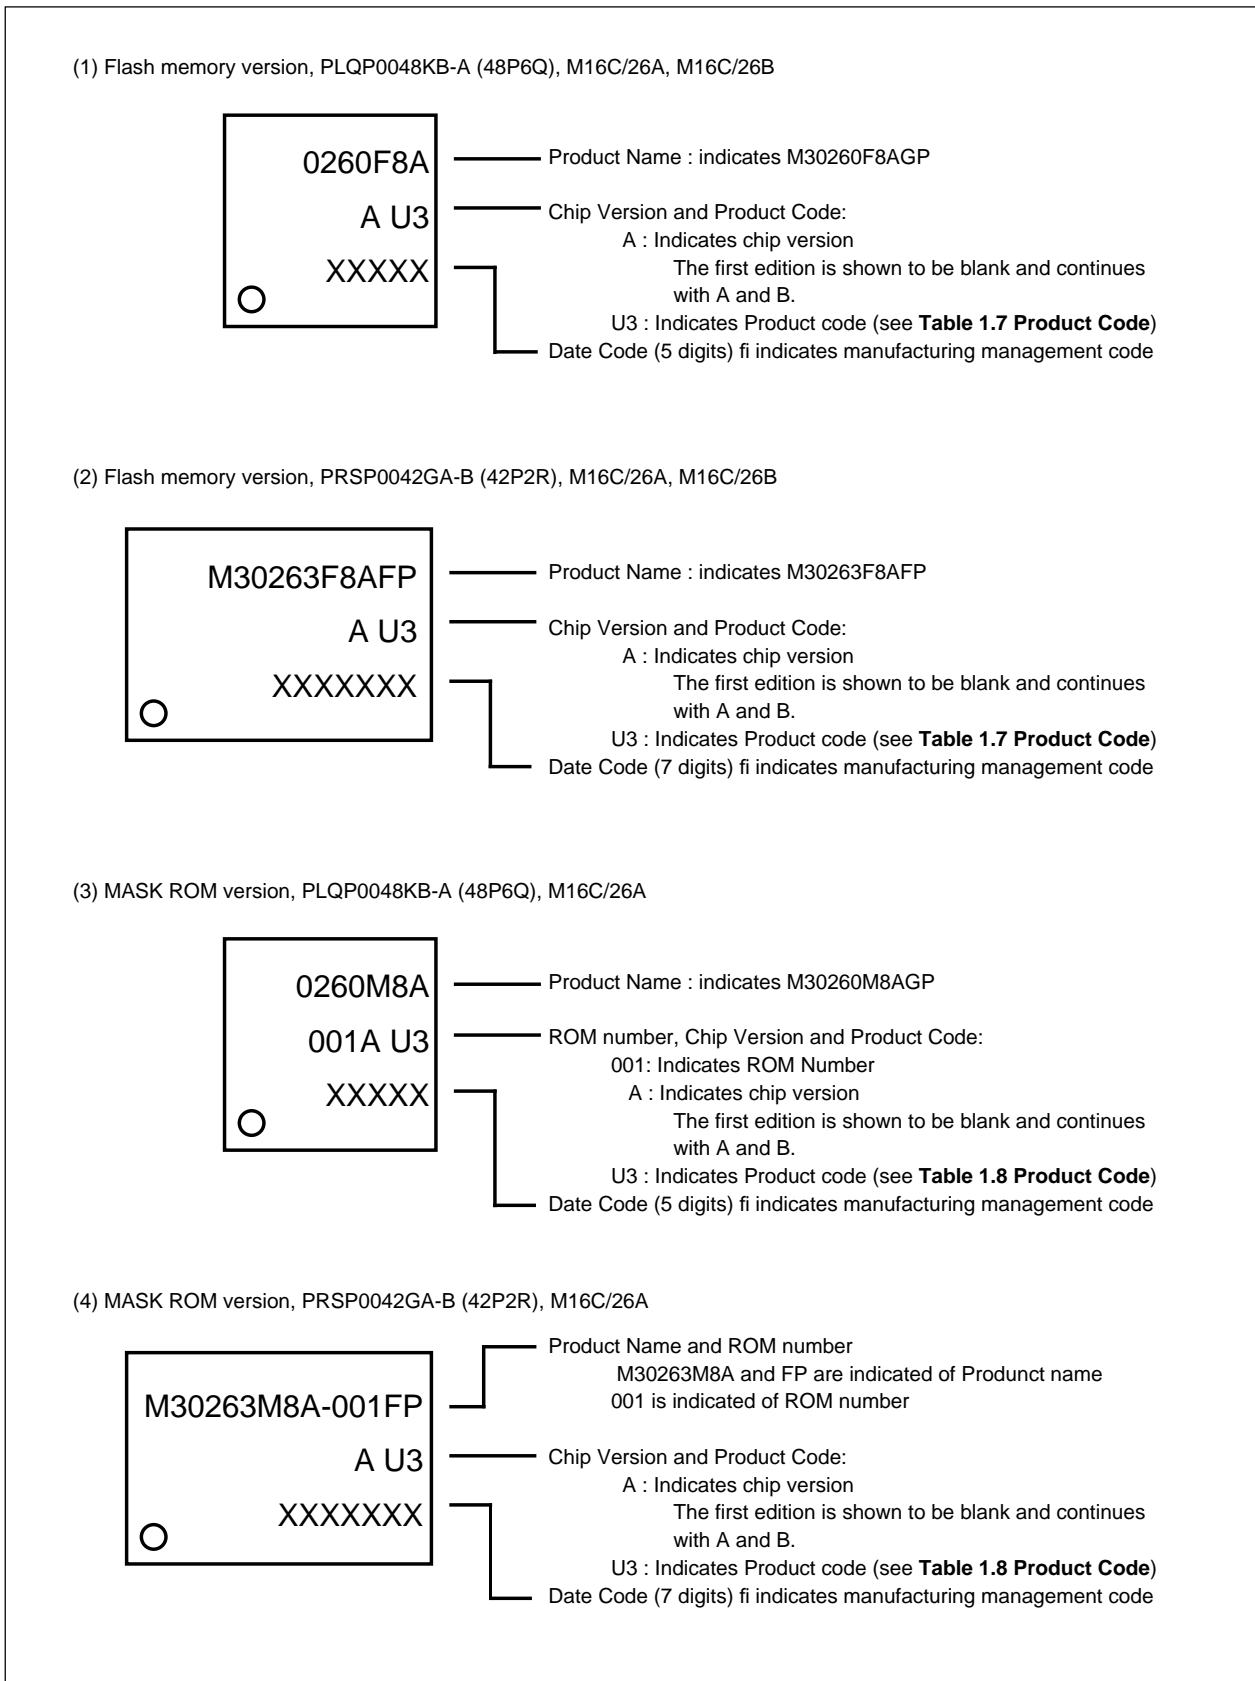 (1) Flash memory version, PLQP0048KB-A (48P6Q), M16C/26A, M16C/26B
0260F8A
Product Name : indicates M30260F8AGP
A U3
Chip Version and Product Code:
A : Indicates chip version
The first edition is shown to be blank and continues
with A and B.
XXXXX
U3 : Indicates Product code (see Table 1.7 Product Code)
Date Code (5 digits) fi indicates manufacturing management code
(2) Flash memory version, PRSP0042GA-B (42P2R), M16C/26A, M16C/26B
M30263F8AFP
Product Name : indicates M30263F8AFP
A U3
Chip Version and Product Code:
A : Indicates chip version
The first edition is shown to be blank and continues
with A and B.
XXXXXXX
U3 : Indicates Product code (see Table 1.7 Product Code)
Date Code (7 digits) fi indicates manufacturing management code
(3) MASK ROM version, PLQP0048KB-A (48P6Q), M16C/26A
0260M8A
Product Name : indicates M30260M8AGP
001A U3
ROM number, Chip Version and Product Code:
001: Indicates ROM Number
A : Indicates chip version
The first edition is shown to be blank and continues
with A and B.
XXXXX
U3 : Indicates Product code (see Table 1.8 Product Code)
Date Code (5 digits) fi indicates manufacturing management code
(4) MASK ROM version, PRSP0042GA-B (42P2R), M16C/26A
M30263M8A-001FP
Product Name and ROM number
M30263M8A and FP are indicated of Produnct name
001 is indicated of ROM number
A U3
Chip Version and Product Code:
A : Indicates chip version
The first edition is shown to be blank and continues
with A and B.
XXXXXXX
U3 : Indicates Product code (see Table 1.8 Product Code)
Date Code (7 digits) fi indicates manufacturing management code